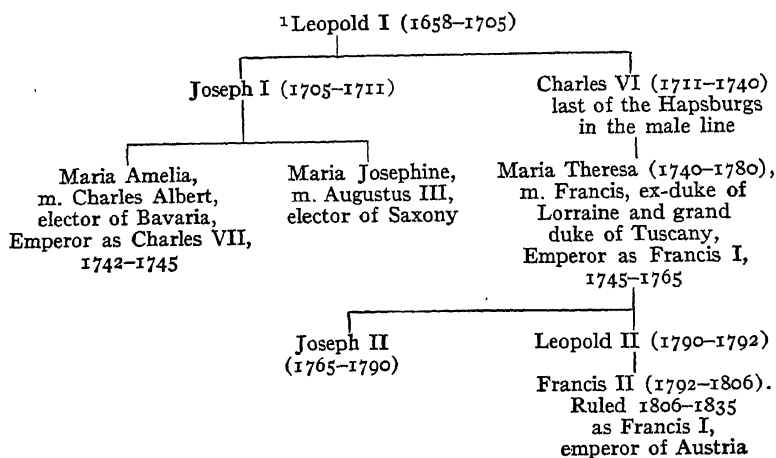 ¹Leopold I (1658–1705)
Joseph I (1705–1711)
Charles VI (1711–1740)
last of the Hapsburgs
in the male line
Maria Amelia,
m. Charles Albert,
elector of Bavaria,
Emperor as Charles VII,
1742–1745
Maria Josephine,
m. Augustus III,
elector of Saxony
Maria Theresa (1740–1780),
m. Francis, ex-duke of
Lorraine and grand
duke of Tuscany,
Emperor as Francis I,
1745–1765
Joseph II
(1765–1790)
Leopold II (1790–1792)
Francis II (1792–1806).
Ruled 1806–1835
as Francis I,
emperor of Austria